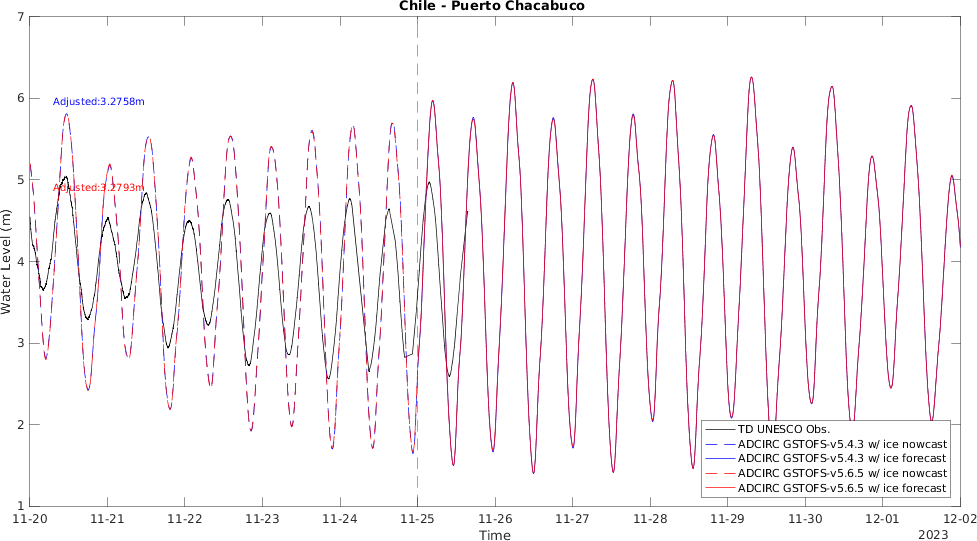 Chile - Puerto Chacabuco
7
6
5
4
3
2
1
Water Level (m)
Adjusted:3.2758m
Adjusted:3.2793m
TD UNESCO Obs.
ADCIRC GSTOFS-v5.4.3 w/ ice nowcast
ADCIRC GSTOFS-v5.4.3 w/ ice forecast
ADCIRC GSTOFS-v5.6.5 w/ ice nowcast
ADCIRC GSTOFS-v5.6.5 w/ ice forecast
11-20 11-21 11-22 11-23 11-24 11-25 11-26 11-27 11-28 11-29 11-30 12-01 12-02
Time
2023